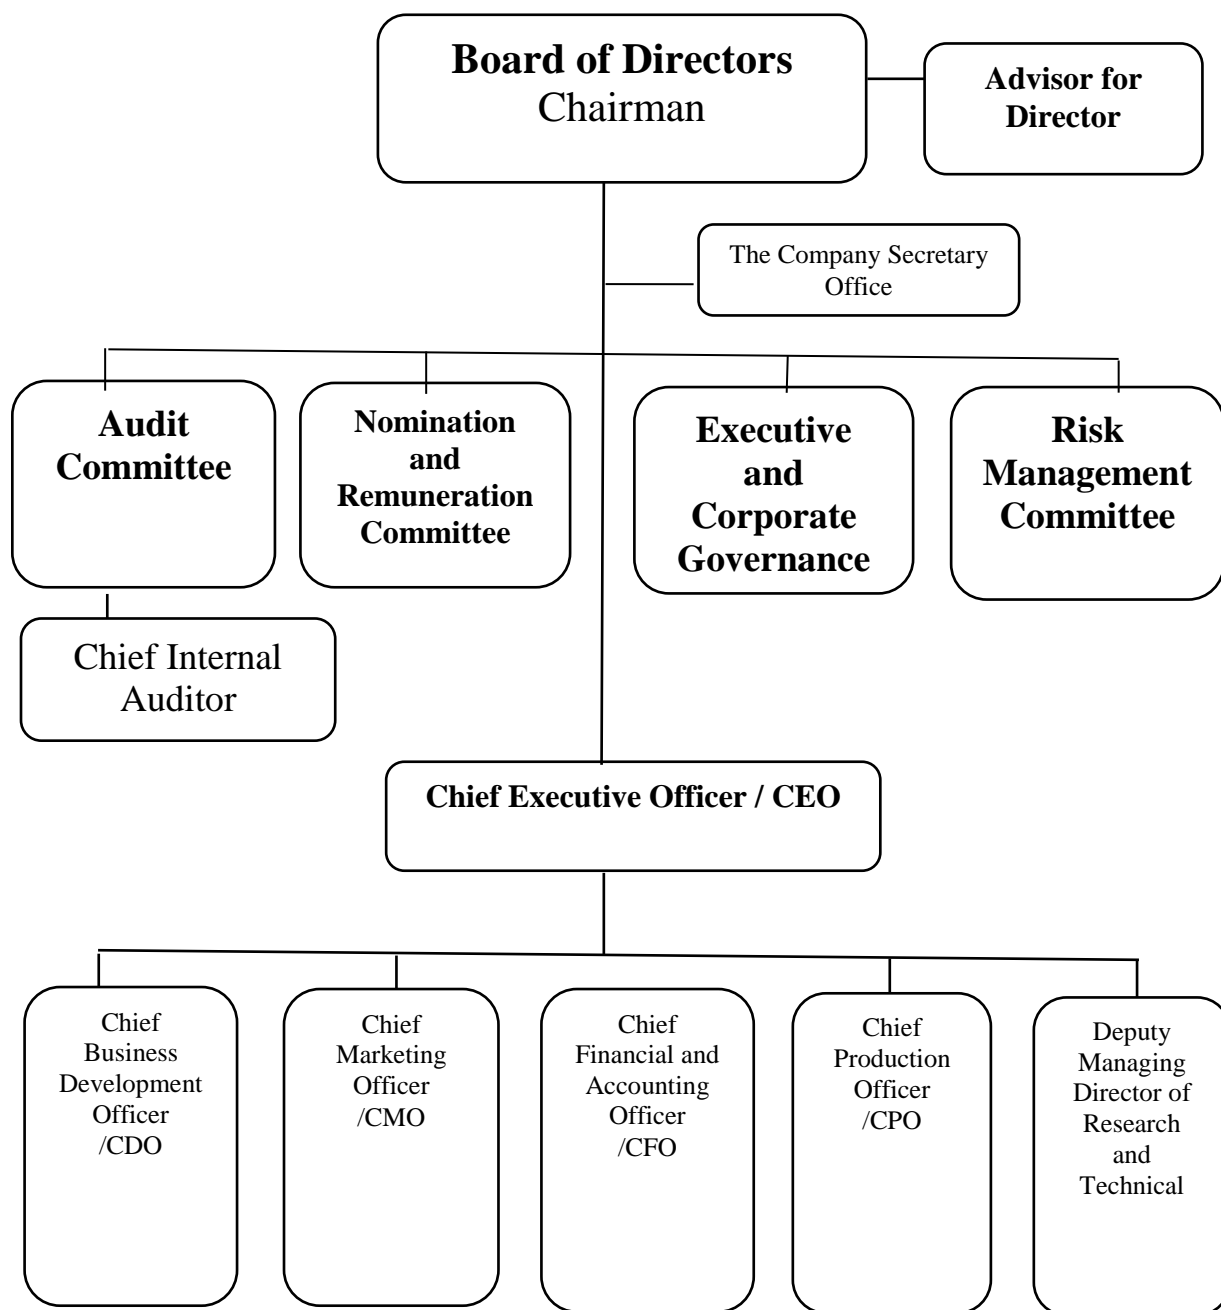 Board of Directors
Chairman
Advisor for
Director
The Company Secretary
Office
Audit
Committee
Nomination
and
Remuneration
Committee
Executive
and
Corporate
Governance
Risk
Management
Committee
Chief Internal
Auditor
Chief Executive Officer / CEO
Chief
Business
Development
Officer
/CDO
Chief
Marketing
Officer
/CMO
Chief
Financial and
Accounting
Officer
/CFO
Chief
Production
Officer
/CPO
Deputy
Managing
Director of
Research
and
Technical